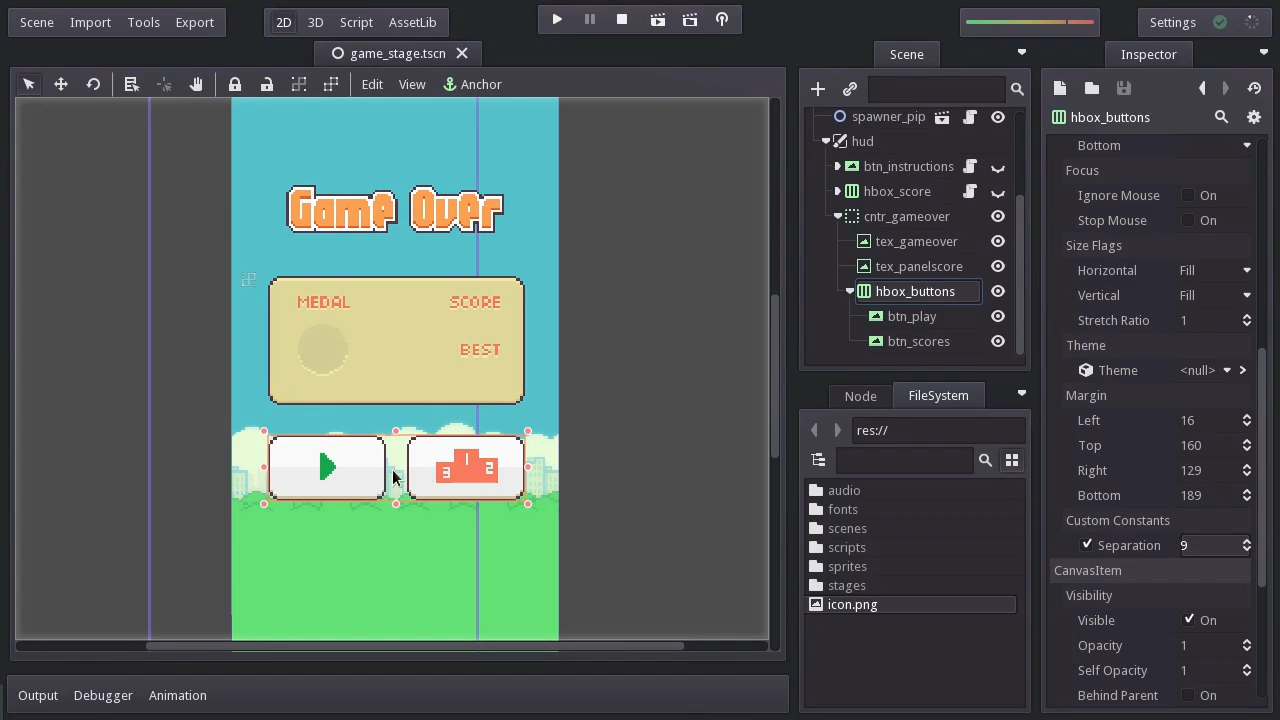 Scene Import Tools Export 2D 3D Script AssetLib Settings
game_stage.tscn
Scene
Inspector
Edit View Anchor
Game Over
MEDAL SCORE
BEST
3 1 2
spawner_pip
hud
btn_instructions
hbox_score
cntr_gameover
tex_gameover
tex_panelscore
hbox_buttons
btn_play
btn_scores
Node FileSystem
res://
audio
fonts
scenes
scripts
sprites
stages
icon.png
hbox_buttons
Bottom
Focus
Ignore Mouse On
Stop Mouse On
Size Flags
Horizontal Fill
Vertical Fill
Stretch Ratio 1
Theme
Theme <null>
Margin
Left 16
Top 160
Right 129
Bottom 189
Custom Constants
Separation 9
CanvasItem
Visibility
Visible On
Opacity 1
Self Opacity 1
Behind Parent On
Output Debugger Animation